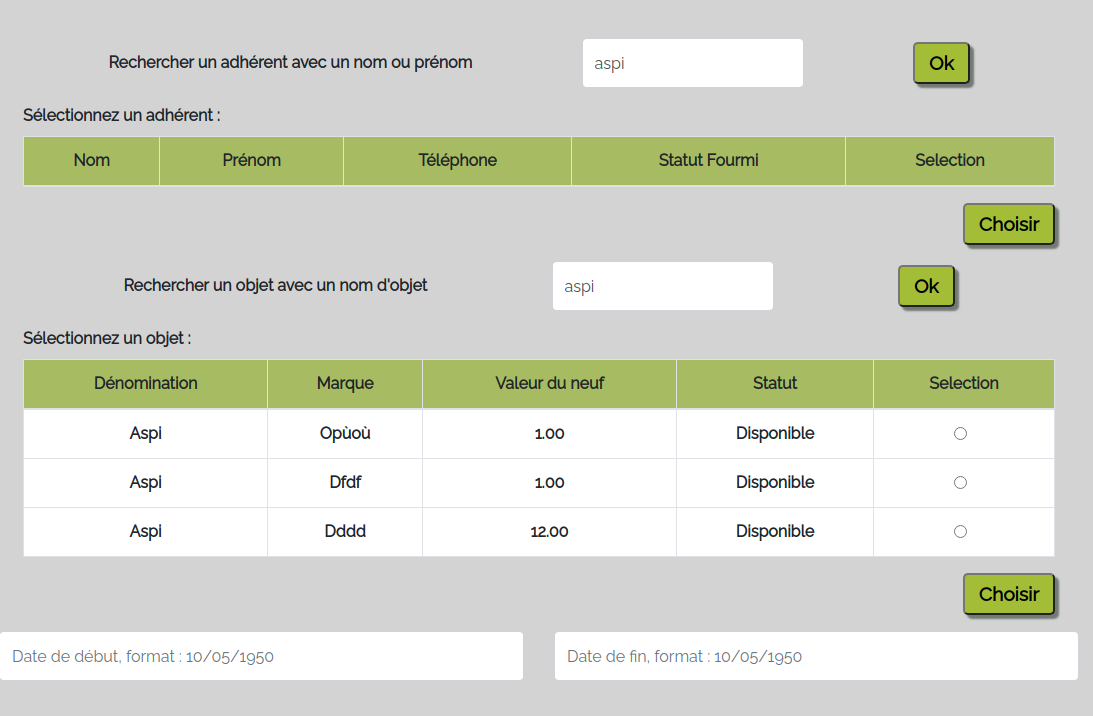 Rechercher un adhérent avec un nom ou prénom aspi Ok
Sélectionnez un adhérent :
Nom Prénom Téléphone Statut Fourmi Selection
Choisir
Rechercher un objet avec un nom d'objet aspi Ok
Sélectionnez un objet :
Dénomination Marque Valeur du neuf Statut Selection
Aspi Opùoù 1.00 Disponible
Aspi Dfdf 1.00 Disponible
Aspi Dddd 12.00 Disponible
Choisir
Date de début, format : 10/05/1950 Date de fin, format : 10/05/1950